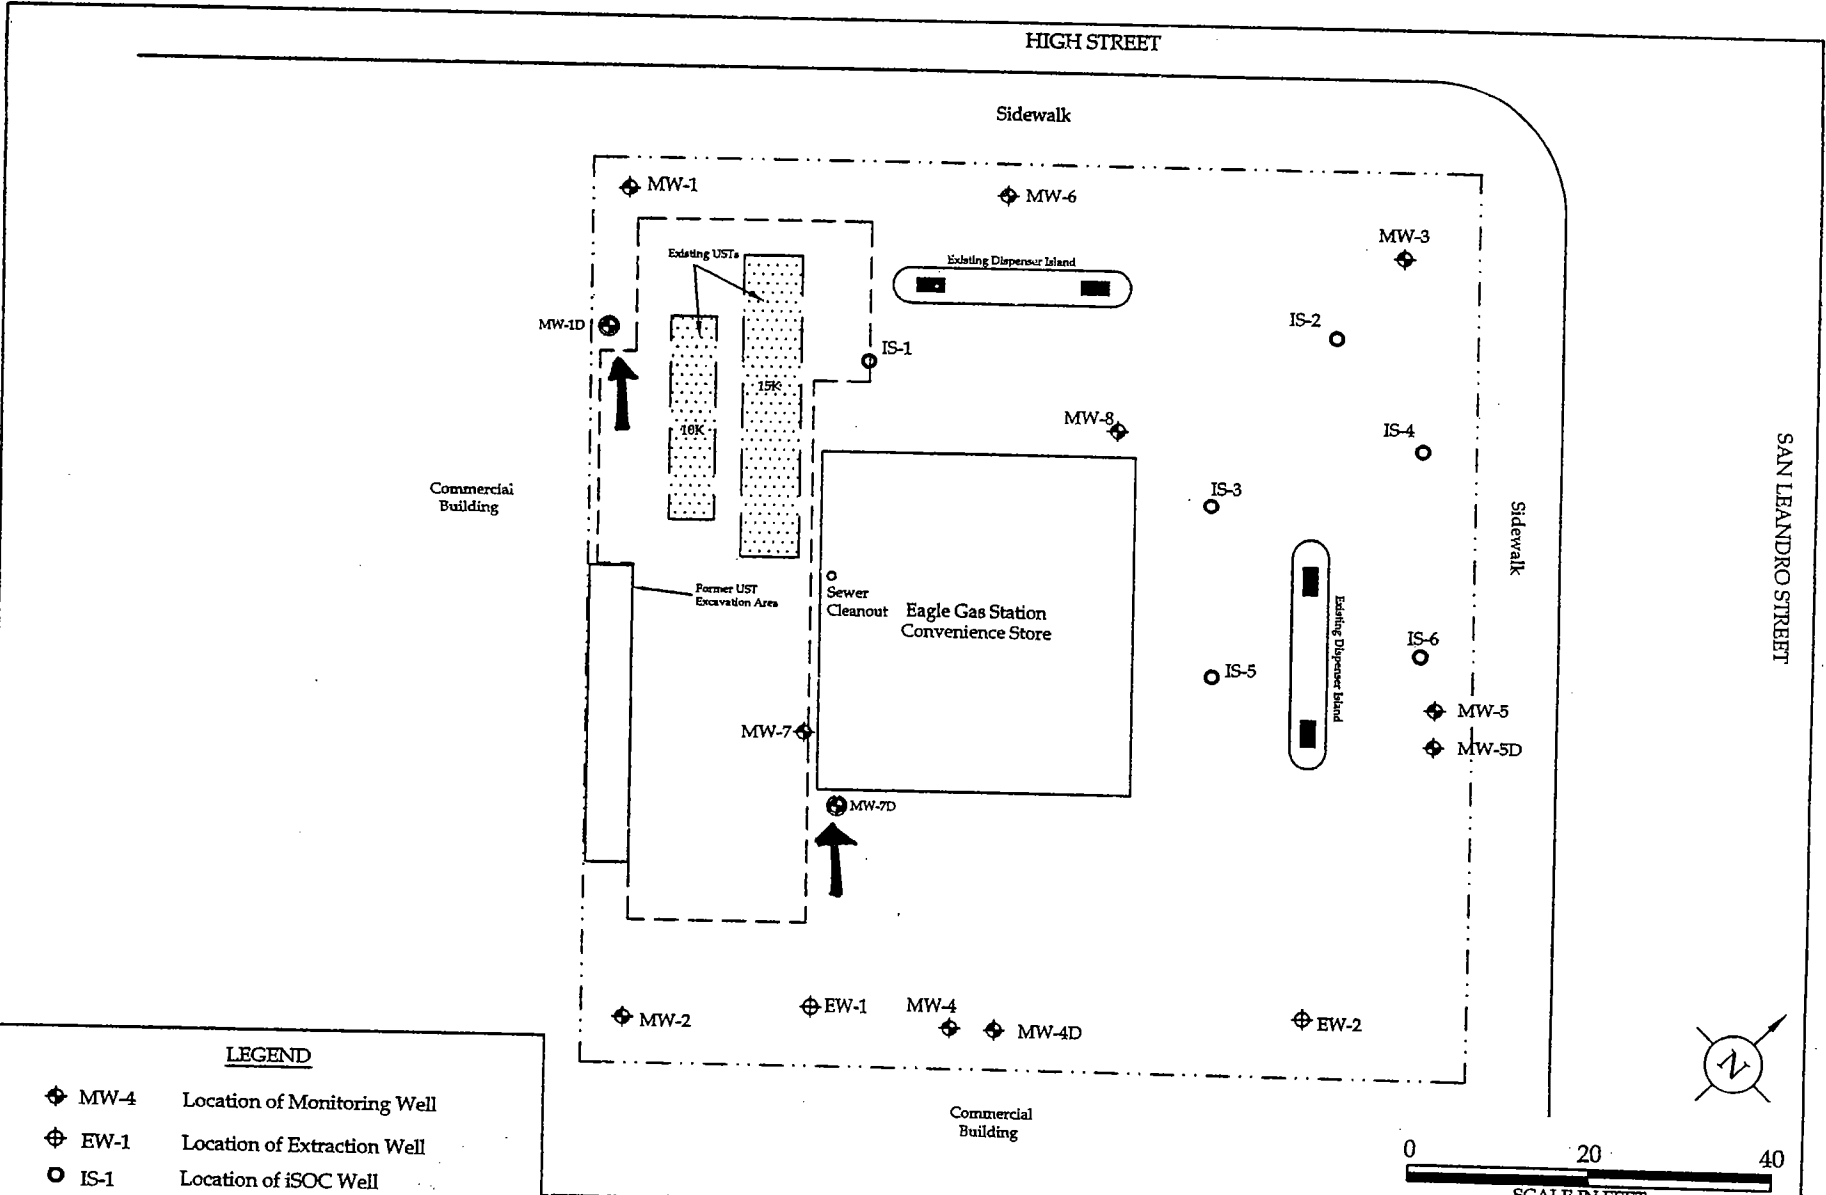 HIGH STREET
Sidewalk
MW-1
MW-6
MW-3
Existing USTs
Existing Dispenser Island
MW-1D
IS-1
IS-2
15K
10K
MW-8
IS-4
Commercial
Building
IS-3
Sidewalk
SAN LEANDRO STREET
Former UST
Excavation Area
Sewer
Cleanout
Eagle Gas Station
Convenience Store
Existing Dispenser Island
IS-6
IS-5
MW-5
MW-7
MW-5D
MW-7D
MW-2
EW-1
MW-4
MW-4D
EW-2
N
LEGEND
MW-4 Location of Monitoring Well
EW-1 Location of Extraction Well
IS-1 Location of iSOC Well
Commercial
Building
0 20 40
SCALE IN FEET